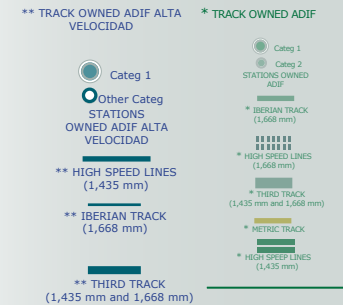 ** TRACK OWNED ADIF ALTA
VELOCIDAD
Categ 1
Other Categ
STATIONS
OWNED ADIF ALTA
VELOCIDAD
** HIGH SPEED LINES
(1,435 mm)
** IBERIAN TRACK
(1,668 mm)
** THIRD TRACK
(1,435 mm and 1,668 mm)
* TRACK OWNED ADIF
Categ 1
Categ 2
STATIONS OWNED
ADIF
* IBERIAN TRACK
(1,668 mm)
* HIGH SPEED LINES
(1,668 mm)
* THIRD TRACK
(1,435 mm and 1,668 mm)
* METRIC TRACK
* HIGH SPEEP LINES
(1,435 mm)